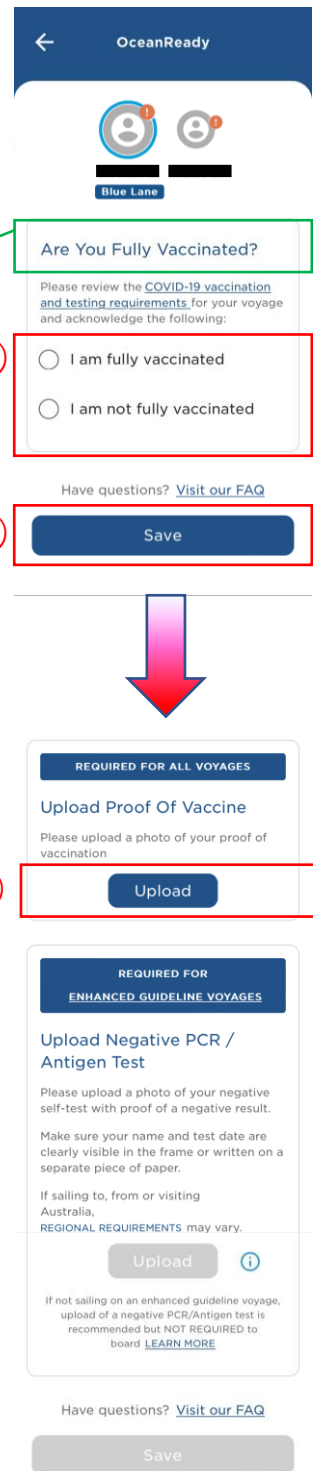 OceanReady
Blue Lane
Are You Fully Vaccinated?
Please review the COVID-19 vaccination
and testing requirements for your voyage
and acknowledge the following:
I am fully vaccinated
I am not fully vaccinated
Have questions? Visit our FAQ
Save
REQUIRED FOR ALL VOYAGES
Upload Proof Of Vaccine
Please upload a photo of your proof of
vaccination
Upload
REQUIRED FOR
ENHANCED GUIDELINE VOYAGES
Upload Negative PCR /
Antigen Test
Please upload a photo of your negative
self-test with proof of a negative result.
Make sure your name and test date are
clearly visible in the frame or written on a
separate piece of paper.
If sailing to, from or visiting
Australia,
REGIONAL REQUIREMENTS may vary.
Upload
If not sailing on an enhanced guideline voyage,
upload of a negative PCR/Antigen test is
recommended but NOT REQUIRED to
board LEARN MORE
Have questions? Visit our FAQ
Save